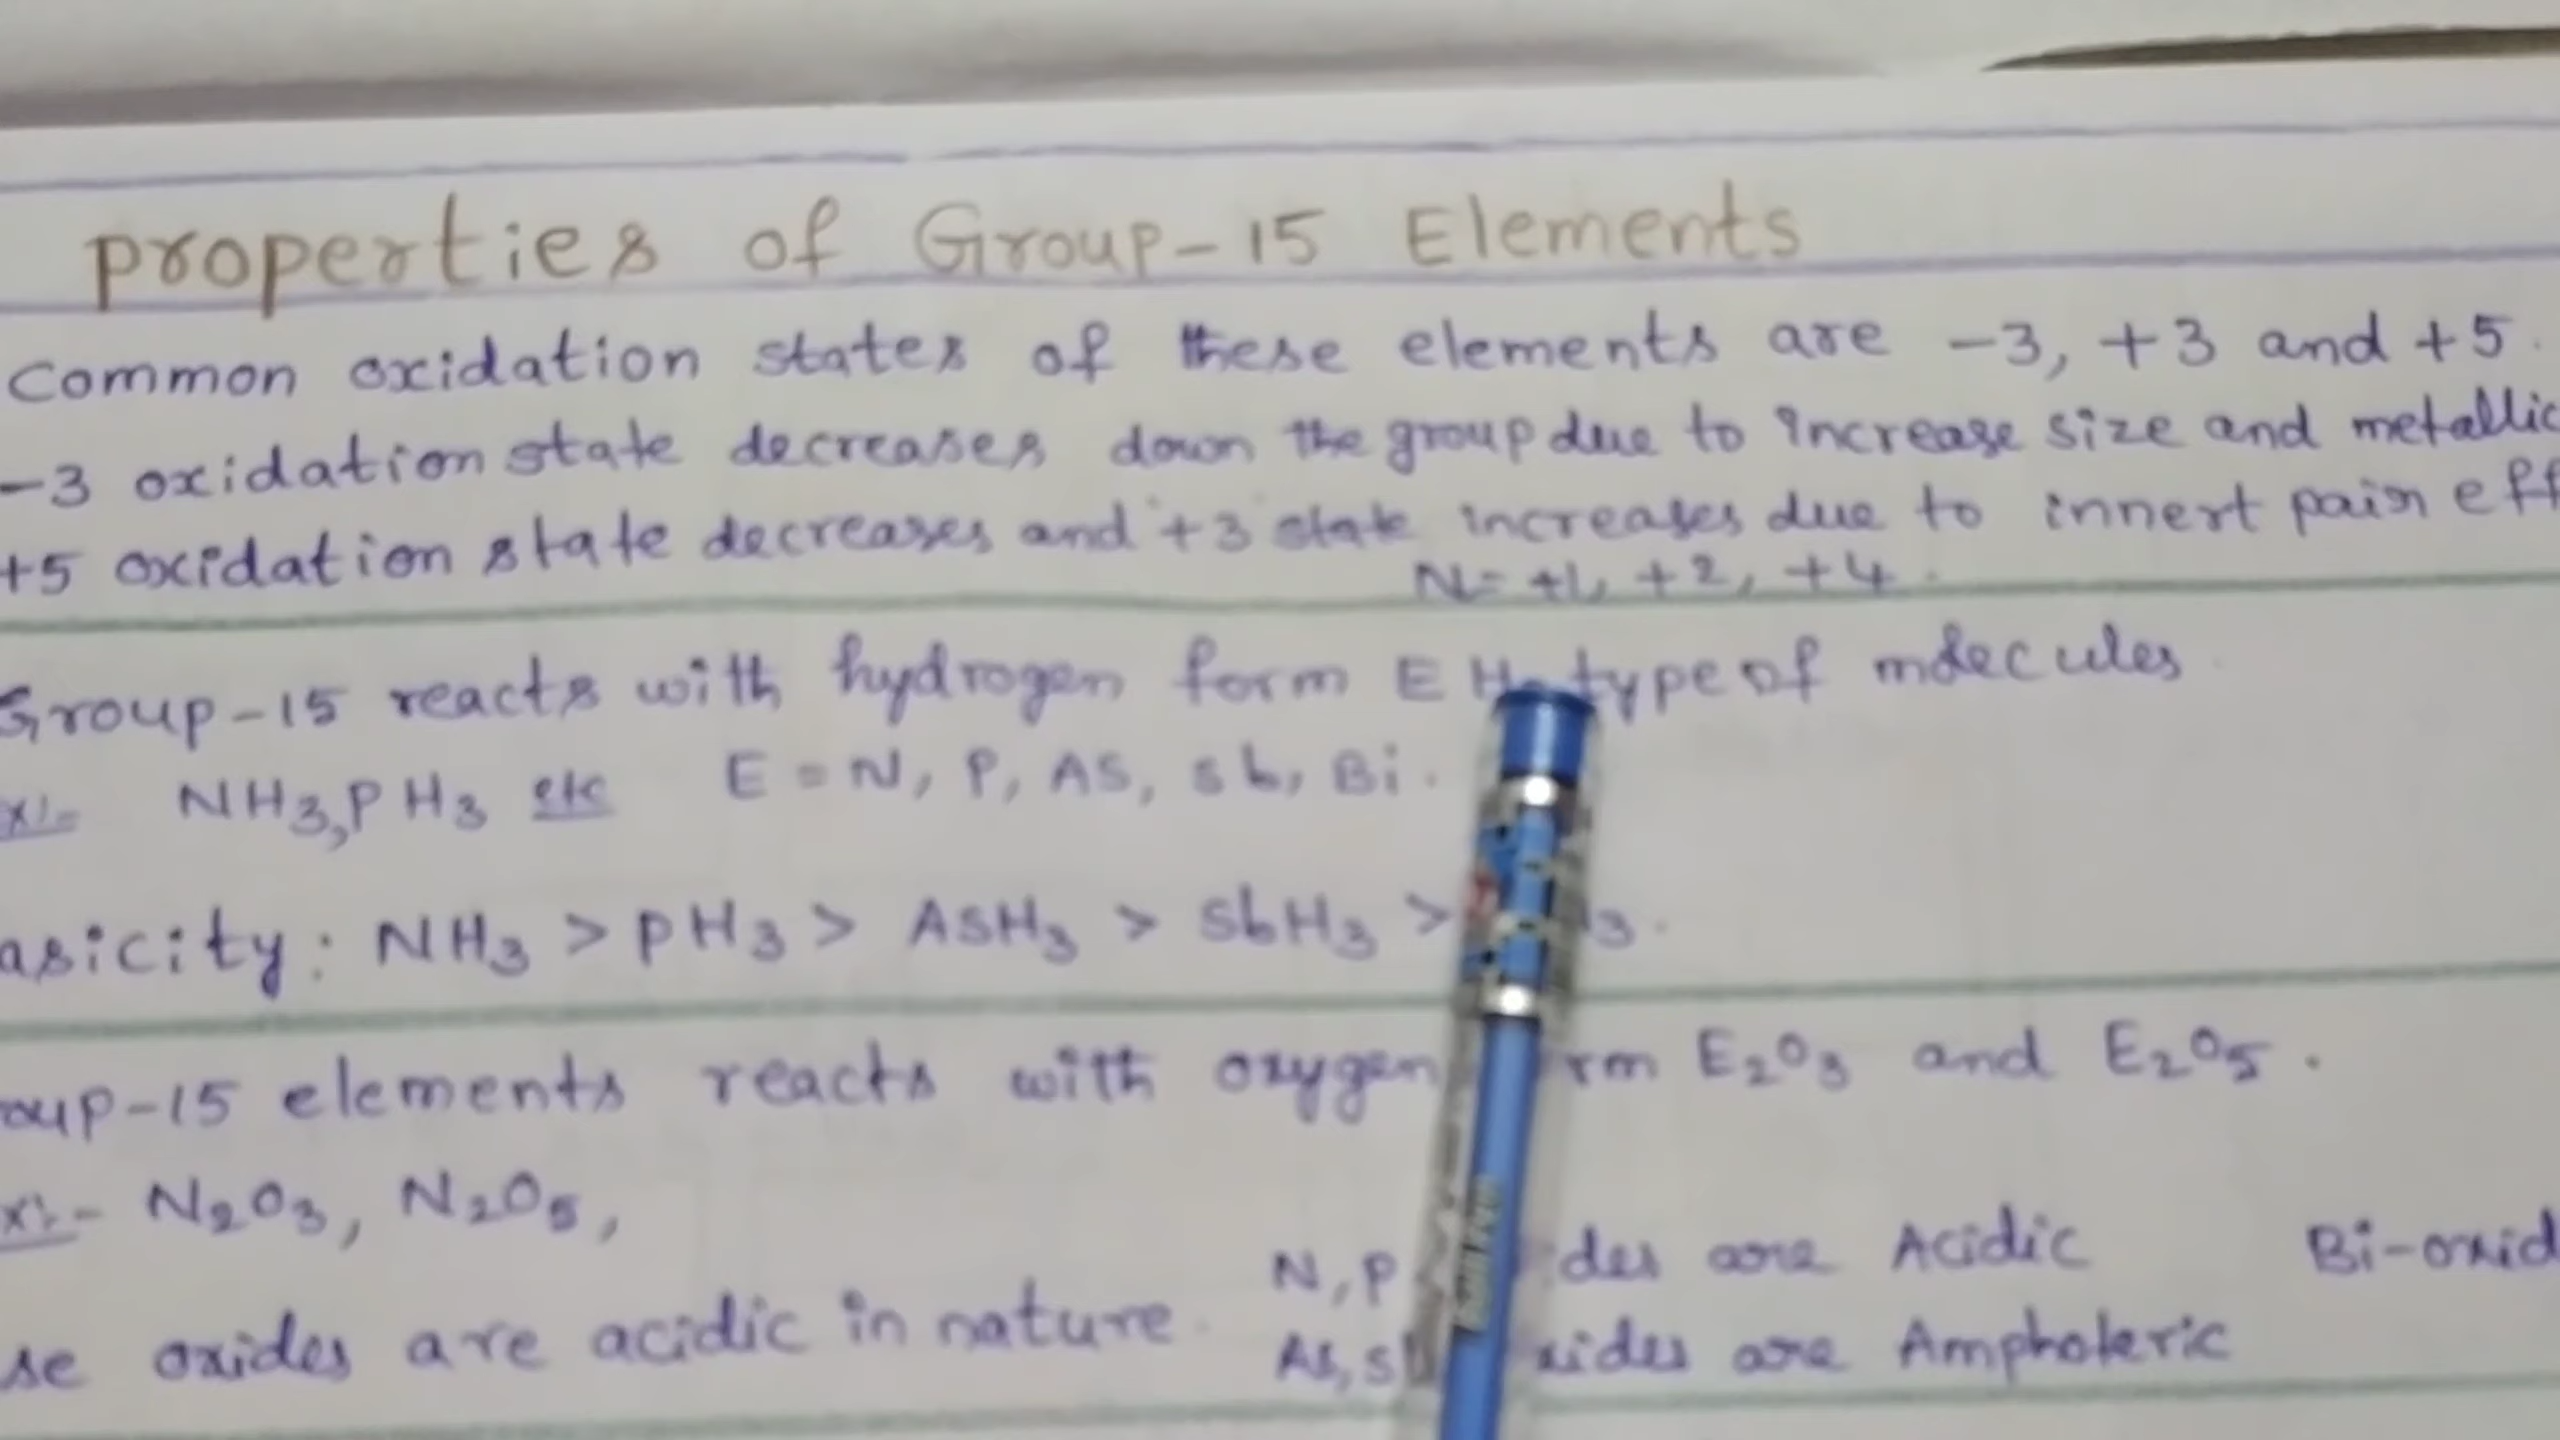 properties of Group-15 Elements
Common oxidation states of these elements are -3, +3 and +5.
-3 oxidation state decreases down the group due to increase size and metallic
+5 oxidation state decreases and +3 state increases due to innert pair eff
N= +1, +2, +4.
Group-15 reacts with hydrogen form EH type of molecules
x:- NH3, PH3 etc E = N, P, AS, Sb, Bi.
asicity: NH3 > PH3 > AsH3 > SbH3 > 3.
oup-15 elements reacts with oxygen rm E2O3 and E2O5.
x:- N2O3, N2O5,
N, P des are Acidic Bi-oxid
se oxides are acidic in nature. As, S xides are Amphoteric